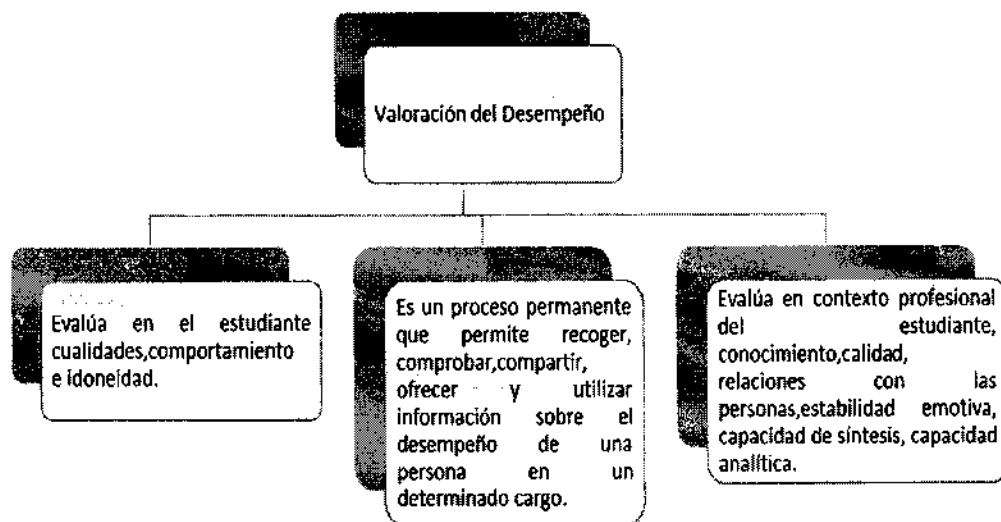 Valoración del Desempeño
Evalúa en el estudiante
cualidades,comportamiento
e idoneidad.
Es un proceso permanente
que permite recoger,
comprobar,compartir,
ofrecer y utilizar
información sobre el
desempeño de una
persona en un
determinado cargo.
Evalúa en contexto profesional
del estudiante,
conocimiento,calidad,
relaciones con las
personas,estabilidad emotiva,
capacidad de síntesis, capacidad
analítica.